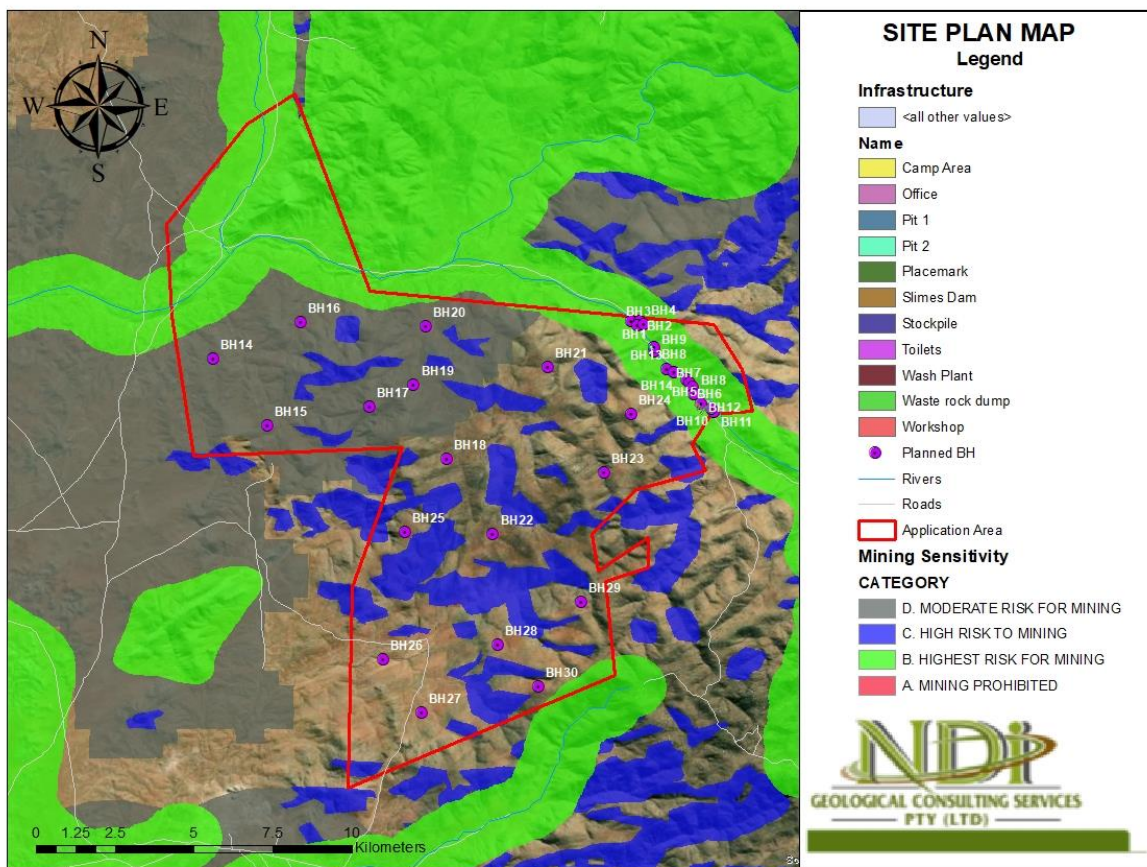 N
W E
S
BH16
BH20
BH14
BH3 BH4
BH2
BH1
BH9
BH13 BH8
BH21
BH19
BH17
BH7
BH14
BH5 BH8
BH6
BH24
BH12
BH10 BH11
BH15
BH18
BH23
BH25
BH22
BH29
BH28
BH26
BH30
BH27
0 1.25 2.5 5 7.5 10
Kilometers
SITE PLAN MAP
Legend
Infrastructure
<all other values>
Name
Camp Area
Office
Pit 1
Pit 2
Placemark
Slimes Dam
Stockpile
Toilets
Wash Plant
Waste rock dump
Workshop
Planned BH
Rivers
Roads
Application Area
Mining Sensitivity
CATEGORY
D. MODERATE RISK FOR MINING
C. HIGH RISK TO MINING
B. HIGHEST RISK FOR MINING
A. MINING PROHIBITED
NDi
GEOLOGICAL CONSULTING SERVICES
PTY (LTD)